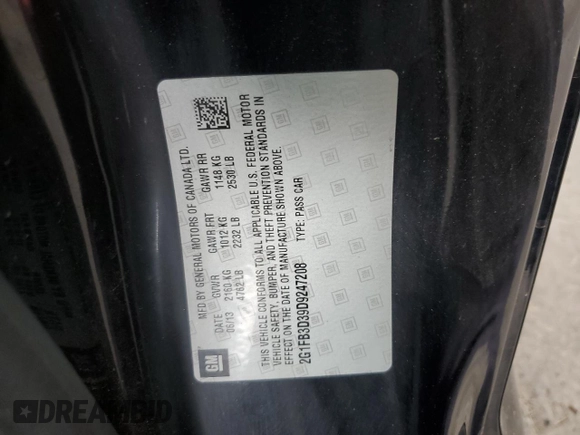 MFD BY GENERAL MOTORS OF CANADA LTD.
DATE GVWR GAWR FRT GAWR RR
06/13 2160 KG 1012 KG 1148 KG
4762 LB 2232 LB 2530 LB
THIS VEHICLE CONFORMS TO ALL APPLICABLE U.S. FEDERAL MOTOR
VEHICLE SAFETY, BUMPER, AND THEFT PREVENTION STANDARDS IN
EFFECT ON THE DATE OF MANUFACTURE SHOWN ABOVE.
2G1FB3D39D9247208 TYPE: PASS CAR
GM
DREAMBID